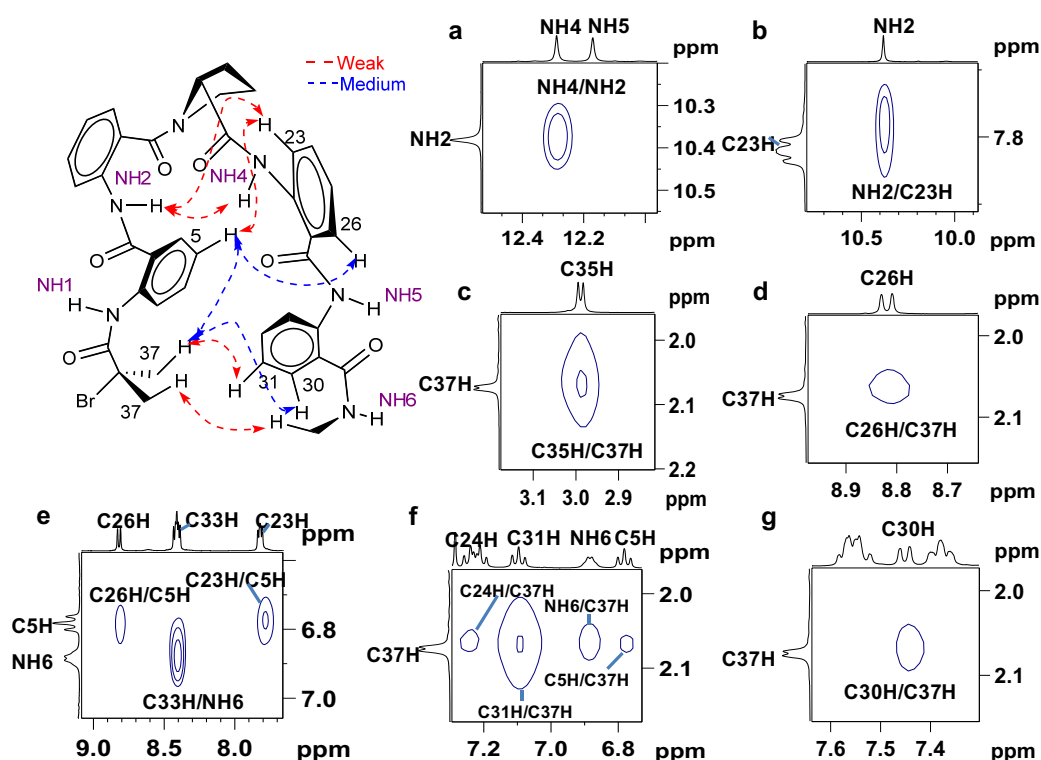 Weak
Medium
H
23
N
O
O
N
NH2
NH4
H
N
H
26
5
H
O
H
O
N
NH1
NH5
H
H
N
O
37
H
H
31
30
O
H
H
N
NH6
H
Br
37
H
a
NH4 NH5
ppm
NH4/NH2
10.3
NH2
10.4
10.5
12.4 12.2
ppm
b
NH2
ppm
C23H
7.8
NH2/C23H
10.5 10.0
ppm
c
C35H
ppm
2.0
C37H
2.1
C35H/C37H
2.2
3.1 3.0 2.9
ppm
d
C26H
ppm
2.0
C37H
2.1
C26H/C37H
8.9 8.8 8.7
ppm
e
C26H C33H C23H
ppm
C23H/C5H
C26H/C5H
C5H
6.8
NH6
C33H/NH6
7.0
9.0 8.0
ppm
f
C24H C31H NH6 C5H
ppm
C24H/C37H
2.0
NH6/C37H
C37H
C5H/C37H
2.1
C31H/C37H
7.2 7.0 6.8
ppm
g
C30H
ppm
2.0
C37H
2.1
C30H/C37H
7.6 7.5 7.4
ppm